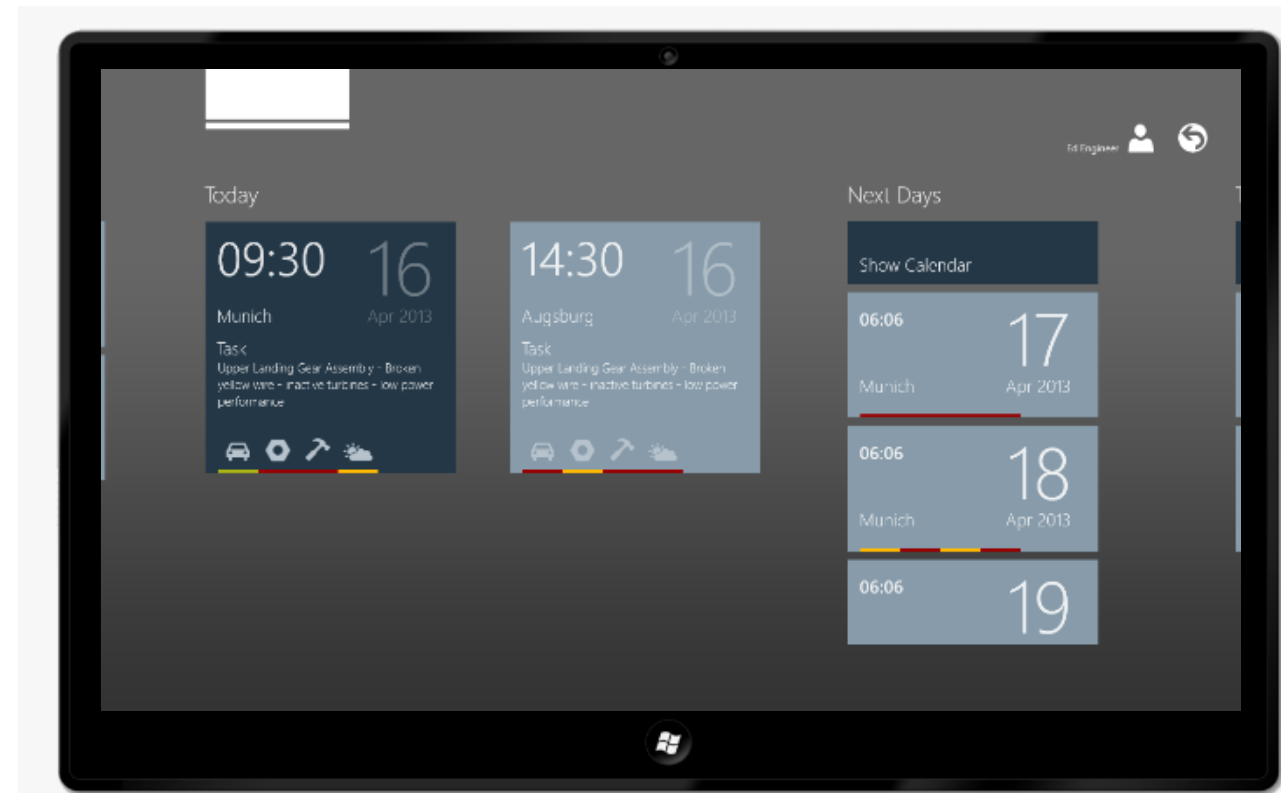 Ed Engineer
Today
09:30
16
Munich
Apr 2013
Task
Upper Landing Gear Assembly - Broken
yellow wire - inactive turbines - low power
performance
14:30
16
Augsburg
Apr 2013
Task
Upper Landing Gear Assembly - Broken
yellow wire - inactive turbines - low power
performance
Next Days
Show Calendar
06:06
17
Munich
Apr 2013
06:06
18
Munich
Apr 2013
06:06
19